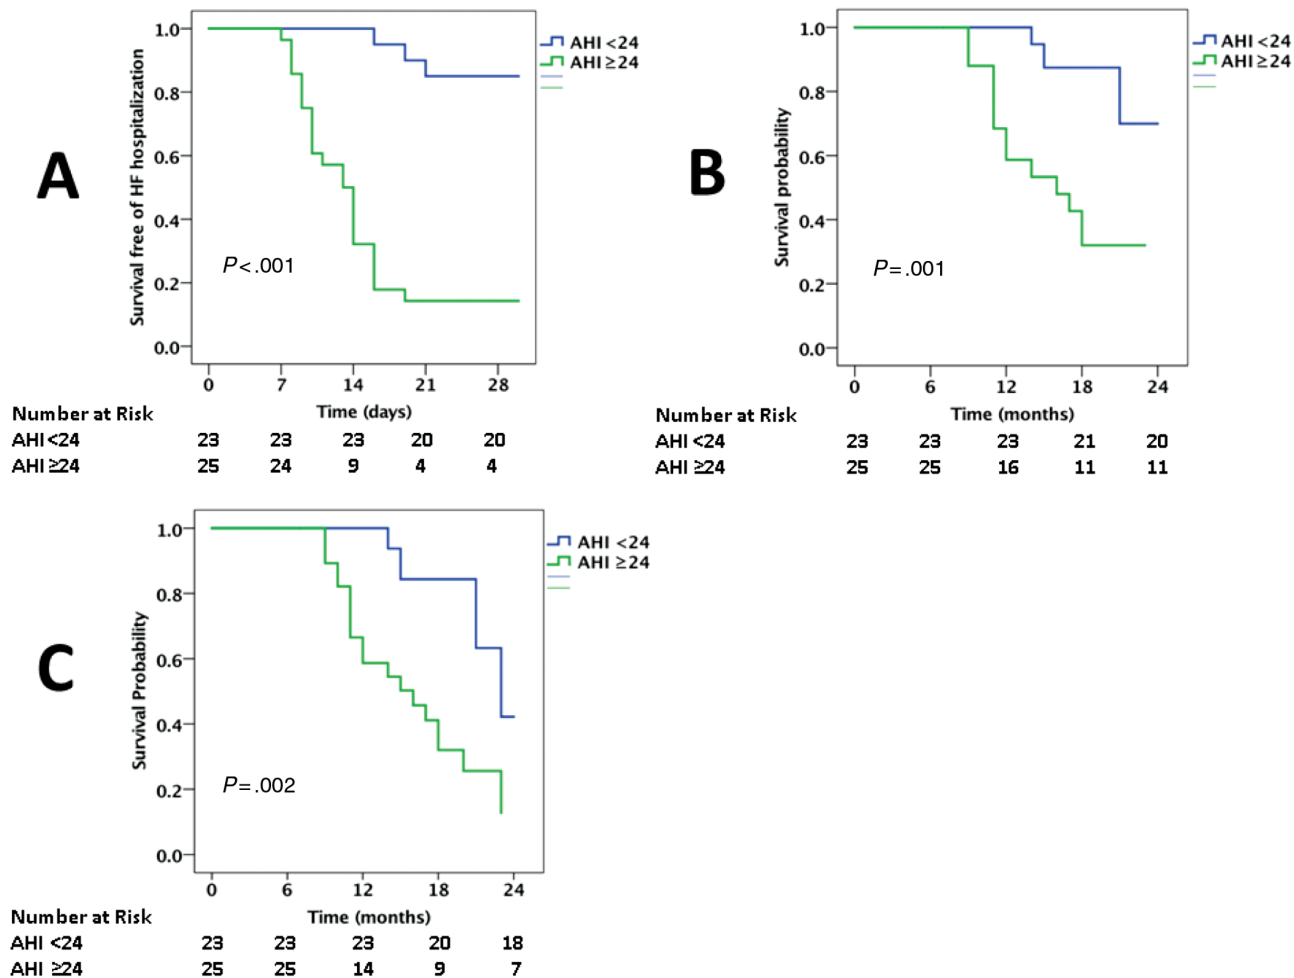 A
Survival free of HF hospitalization
1.0
0.8
0.6
0.4
0.2
0.0
P<.001
AHI <24
AHI ≥24
0 7 14 21 28
Time (days)
Number at Risk
AHI <24 23 23 23 20 20
AHI ≥24 25 24 9 4 4
B
Survival probability
1.0
0.8
0.6
0.4
0.2
0.0
P=.001
AHI <24
AHI ≥24
0 6 12 18 24
Time (months)
Number at Risk
AHI <24 23 23 23 21 20
AHI ≥24 25 25 16 11 11
C
Survival Probability
1.0
0.8
0.6
0.4
0.2
0.0
P=.002
AHI <24
AHI ≥24
0 6 12 18 24
Time (months)
Number at Risk
AHI <24 23 23 23 20 18
AHI ≥24 25 25 14 9 7